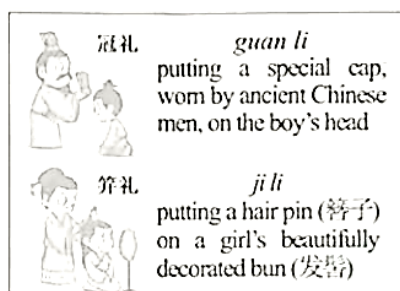 冠礼
guan li
putting a special cap,
worn by ancient Chinese
men, on the boy's head
笄礼
ji li
putting a hair pin (簪子)
on a girl's beautifully
decorated bun (发髻)